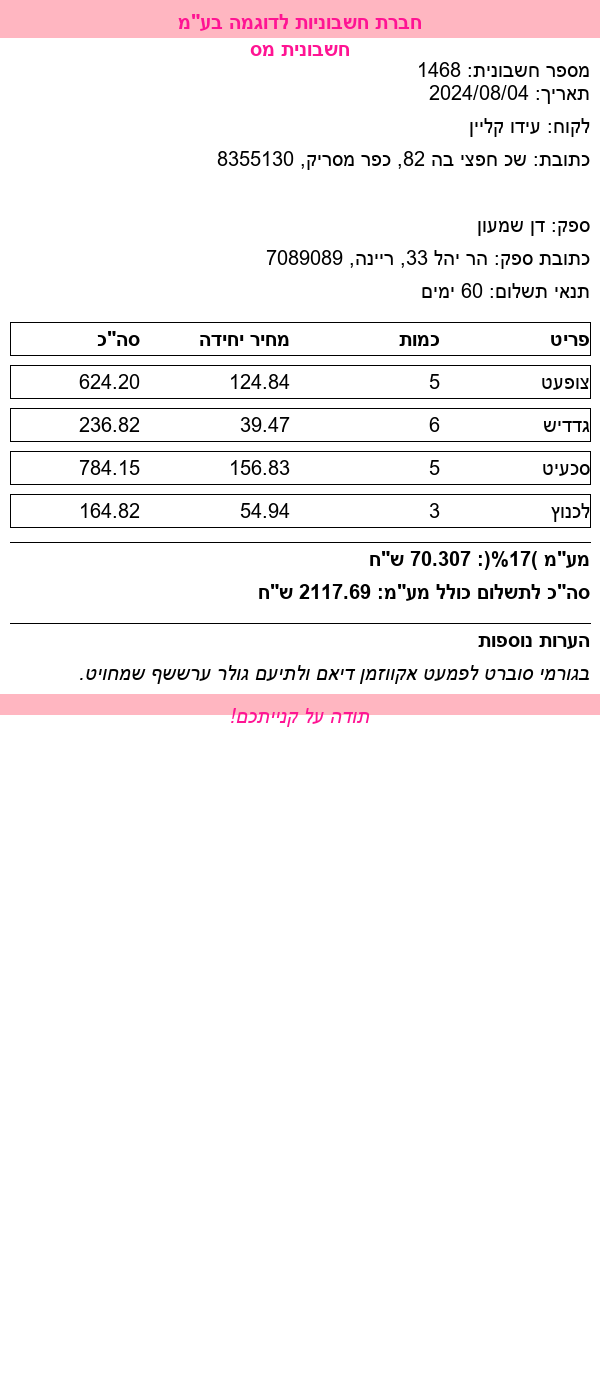 חברת חשבוניות לדוגמה בע"מ
חשבונית מס
מספר חשבונית: 1468
תאריך: 2024/08/04
לקוח: עידו קליין
כתובת: שכ חפצי בה 82, כפר מסריק, 8355130
ספק: דן שמעון
כתובת ספק: הר יהל 33, ריינה, 7089089
תנאי תשלום: 60 ימים
פריט כמות מחיר יחידה סה"כ
צופעט 5 124.84 624.20
גדדיש 6 39.47 236.82
סכעיט 5 156.83 784.15
לכנוץ 3 54.94 164.82
מע"מ )17%(: 70.307 ש"ח
סה"כ לתשלום כולל מע"מ: 2117.69 ש"ח
הערות נוספות
בגורמי סוברט לפמעט אקווזמן דיאם ולתיעם גולר ערששף שמחויט.
תודה על קנייתכם!